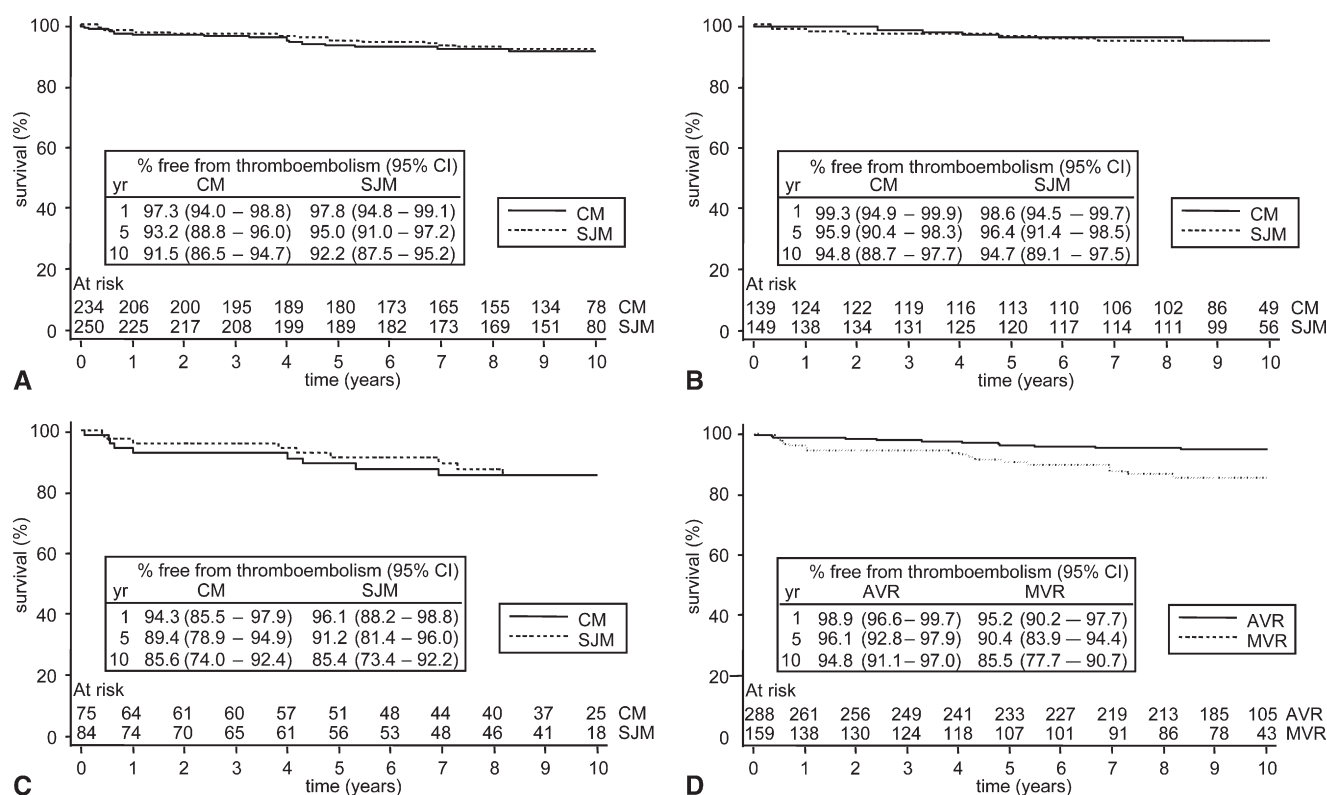 100
80
60
40
20
0
survival (%)
% free from thromboembolism (95% CI)
yr CM SJM
1 97.3 (94.0 – 98.8) 97.8 (94.8 – 99.1)
5 93.2 (88.8 – 96.0) 95.0 (91.0 – 97.2)
10 91.5 (86.5 – 94.7) 92.2 (87.5 – 95.2)
CM
SJM
At risk
234 206 200 195 189 180 173 165 155 134 78 CM
250 225 217 208 199 189 182 173 169 151 80 SJM
0 1 2 3 4 5 6 7 8 9 10
time (years)
A
100
80
60
40
20
0
survival (%)
% free from thromboembolism (95% CI)
yr CM SJM
1 99.3 (94.9 – 99.9) 98.6 (94.5 – 99.7)
5 95.9 (90.4 – 98.3) 96.4 (91.4 – 98.5)
10 94.8 (88.7 – 97.7) 94.7 (89.1 – 97.5)
CM
SJM
At risk
139 124 122 119 116 113 110 106 102 86 49 CM
149 138 134 131 125 120 117 114 111 99 56 SJM
0 1 2 3 4 5 6 7 8 9 10
time (years)
B
100
80
60
40
20
0
survival (%)
% free from thromboembolism (95% CI)
yr CM SJM
1 94.3 (85.5 – 97.9) 96.1 (88.2 – 98.8)
5 89.4 (78.9 – 94.9) 91.2 (81.4 – 96.0)
10 85.6 (74.0 – 92.4) 85.4 (73.4 – 92.2)
CM
SJM
At risk
75 64 61 60 57 51 48 44 40 37 25 CM
84 74 70 65 61 56 53 48 46 41 18 SJM
0 1 2 3 4 5 6 7 8 9 10
time (years)
C
100
80
60
40
20
0
survival (%)
% free from thromboembolism (95% CI)
yr AVR MVR
1 98.9 (96.6 – 99.7) 95.2 (90.2 – 97.7)
5 96.1 (92.8 – 97.9) 90.4 (83.9 – 94.4)
10 94.8 (91.1 – 97.0) 85.5 (77.7 – 90.7)
AVR
MVR
At risk
288 261 256 249 241 233 227 219 213 185 105 AVR
159 138 130 124 118 107 101 91 86 78 43 MVR
0 1 2 3 4 5 6 7 8 9 10
time (years)
D